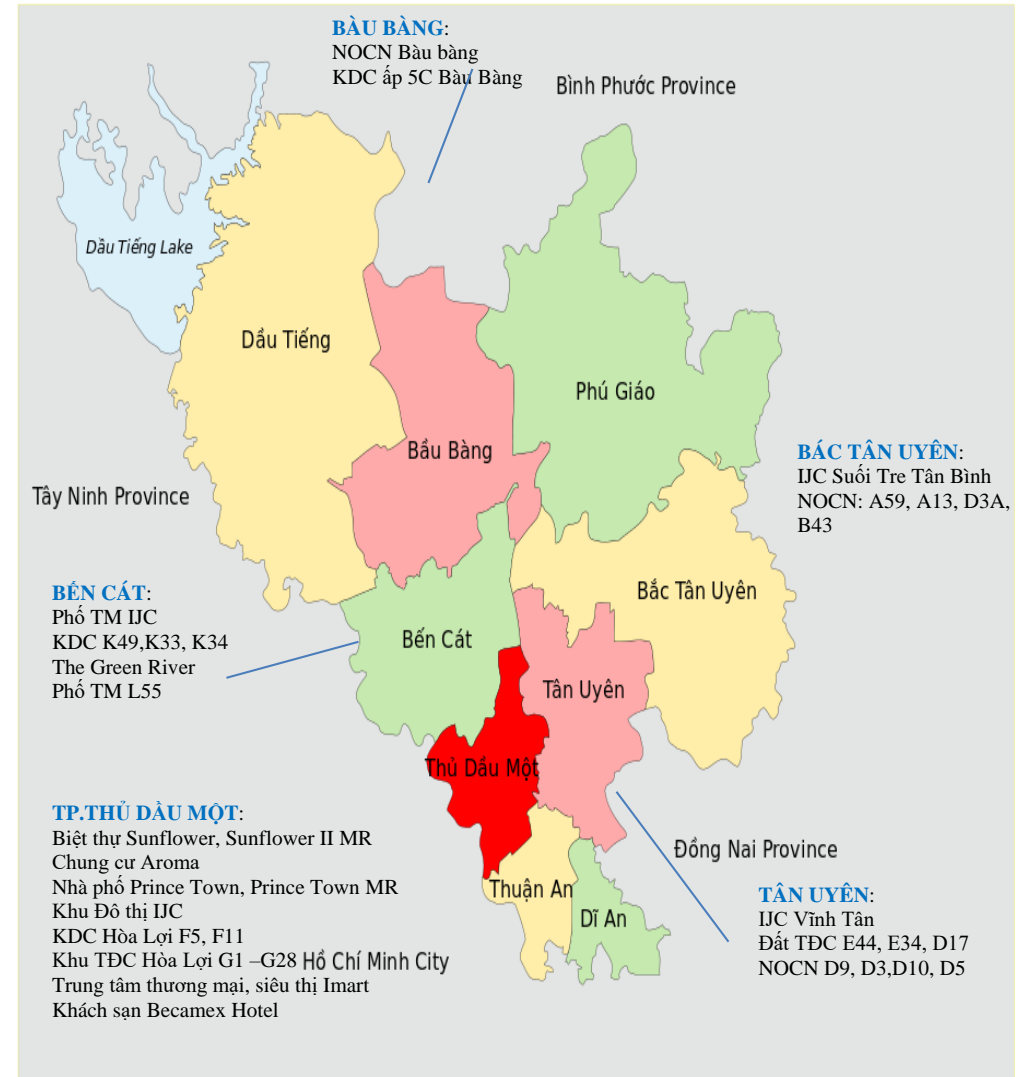 BÀU BÀNG:
NOCN Bàu bàng
KDC ấp 5C Bàu Bàng
Bình Phước Province
Dầu Tiếng Lake
Dầu Tiếng
Phú Giáo
Bầu Bàng
Tây Ninh Province
BÁC TÂN UYÊN:
IJC Suối Tre Tân Bình
NOCN: A59, A13, D3A,
B43
Bắc Tân Uyên
BẾN CÁT:
Phố TM IJC
KDC K49,K33, K34
The Green River
Phố TM L55
Bến Cát
Tân Uyên
Thủ Dầu Một
TP.THỦ DẦU MỘT:
Biệt thự Sunflower, Sunflower II MR
Chung cư Aroma
Nhà phố Prince Town, Prince Town MR
Khu Đô thị IJC
KDC Hòa Lợi F5, F11
Khu TĐC Hòa Lợi G1 –G28
Trung tâm thương mại, siêu thị Imart
Khách sạn Becamex Hotel
Hồ Chí Minh City
Thuận An
Dĩ An
Đồng Nai Province
TÂN UYÊN:
IJC Vĩnh Tân
Đất TĐC E44, E34, D17
NOCN D9, D3,D10, D5